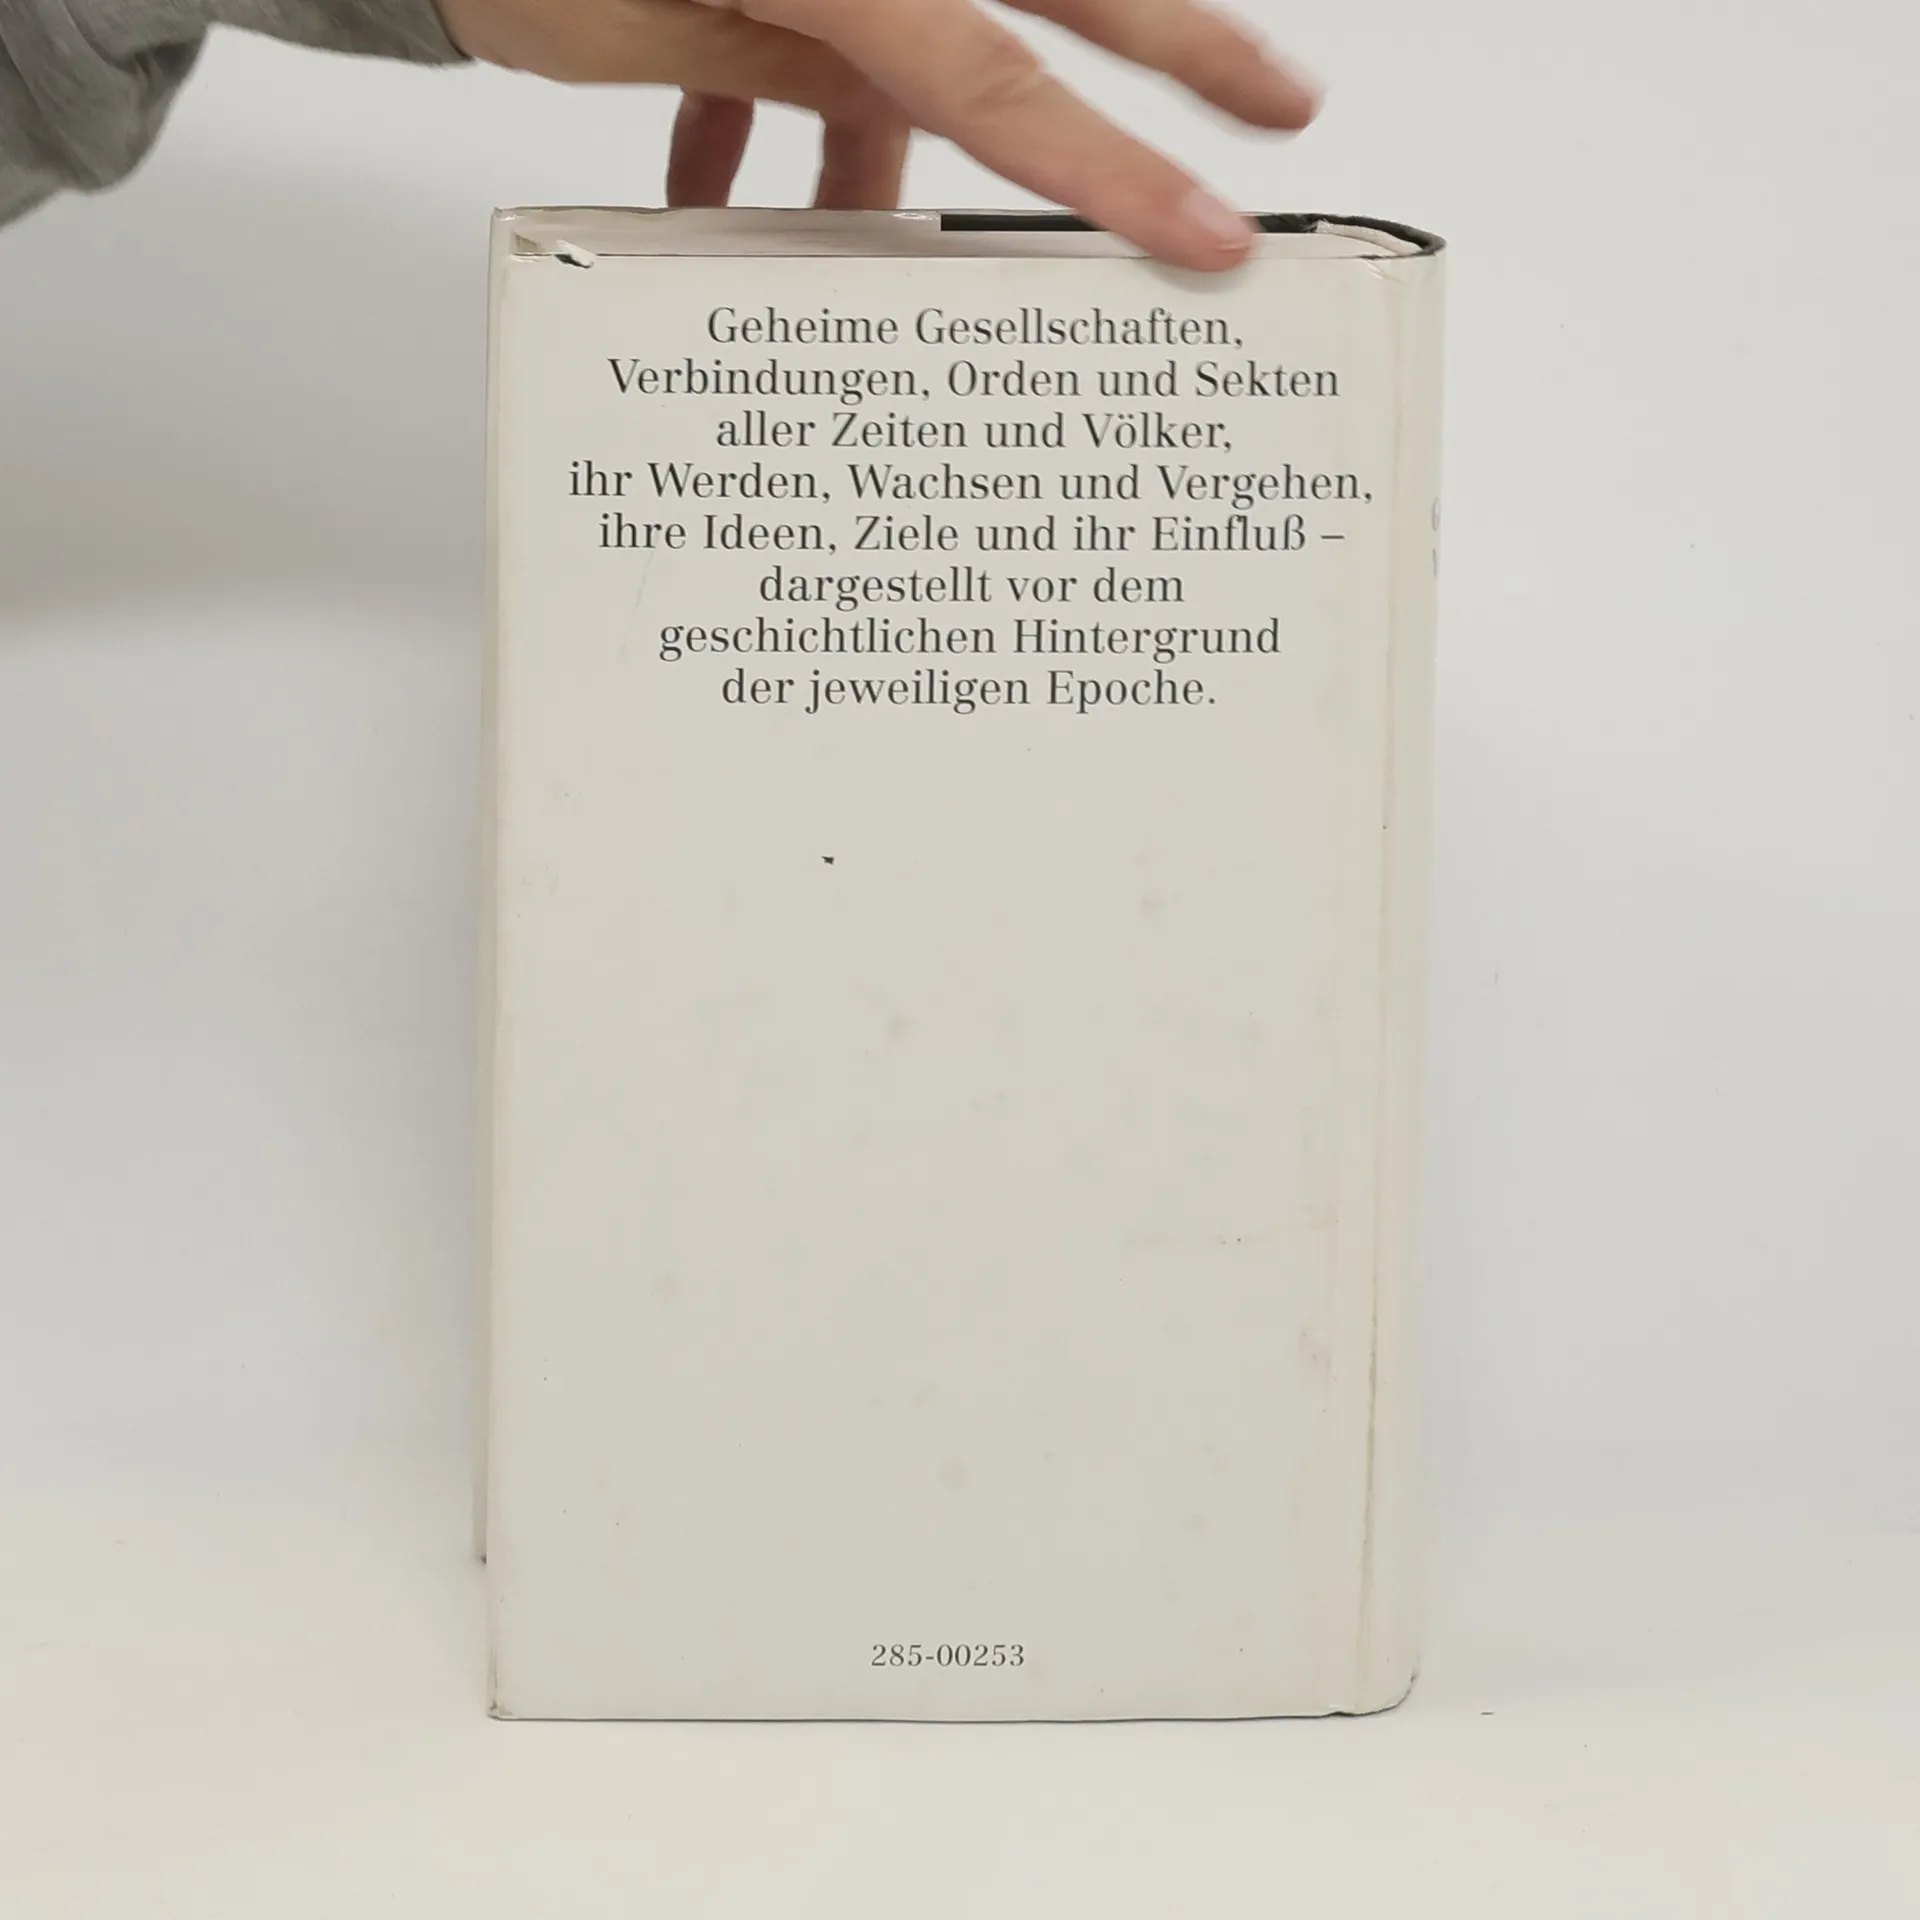 Geheime Gesellschaften,
Verbindungen, Orden und Sekten
aller Zeiten und Völker,
ihr Werden, Wachsen und Vergehen,
ihre Ideen, Ziele und ihr Einfluß –
dargestellt vor dem
geschichtlichen Hintergrund
der jeweiligen Epoche.
285-00253